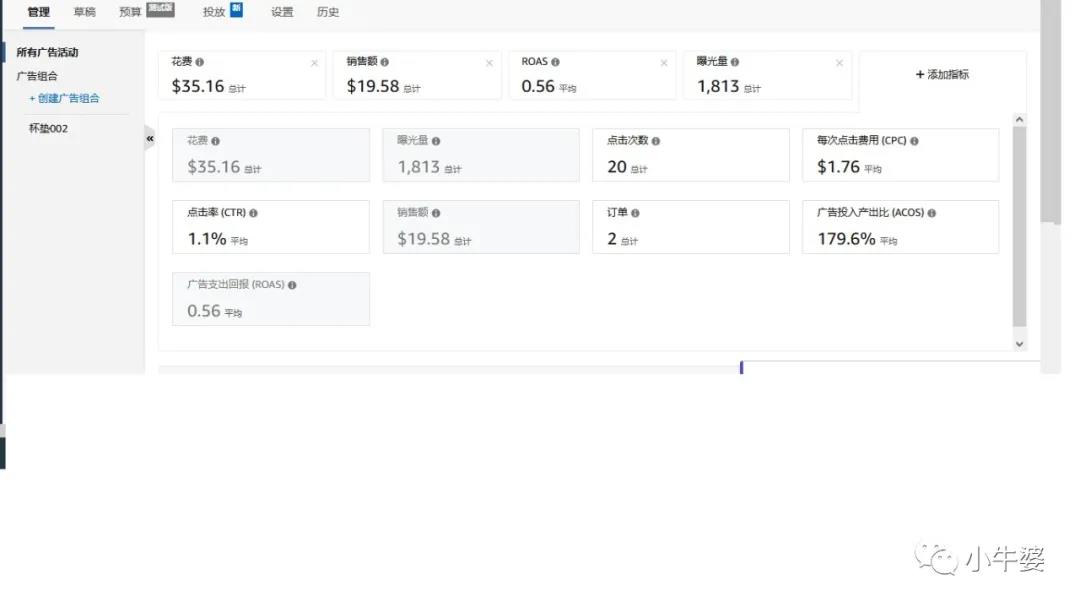 管理 草稿 预算 测试版 投放 新 设置 历史
所有广告活动
广告组合
+ 创建广告组合
杯垫002
«
花费 销售额 ROAS 曝光量
$35.16 总计 $19.58 总计 0.56 平均 1,813 总计
+ 添加指标
花费 曝光量 点击次数 每次点击费用 (CPC)
$35.16 总计 1,813 总计 20 总计 $1.76 平均
点击率 (CTR) 销售额 订单 广告投入产出比 (ACOS)
1.1% 平均 $19.58 总计 2 总计 179.6% 平均
广告支出回报 (ROAS)
0.56 平均
小牛婆